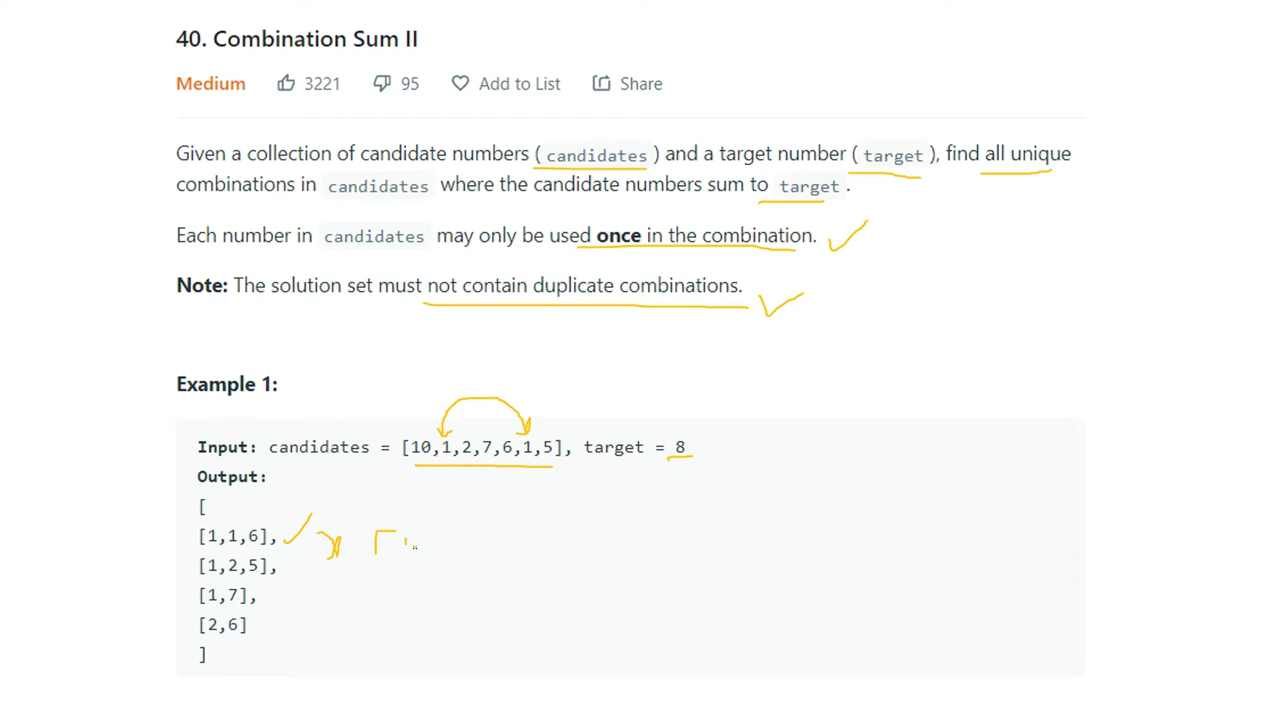 40. Combination Sum II
Medium 3221 95 Add to List Share
Given a collection of candidate numbers ( candidates ) and a target number ( target ), find all unique
combinations in candidates where the candidate numbers sum to target .
Each number in candidates may only be used once in the combination.
Note: The solution set must not contain duplicate combinations.
Example 1:
Input: candidates = [10,1,2,7,6,1,5], target = 8
Output:
[
[1,1,6],
[1,2,5],
[1,7],
[2,6]
]